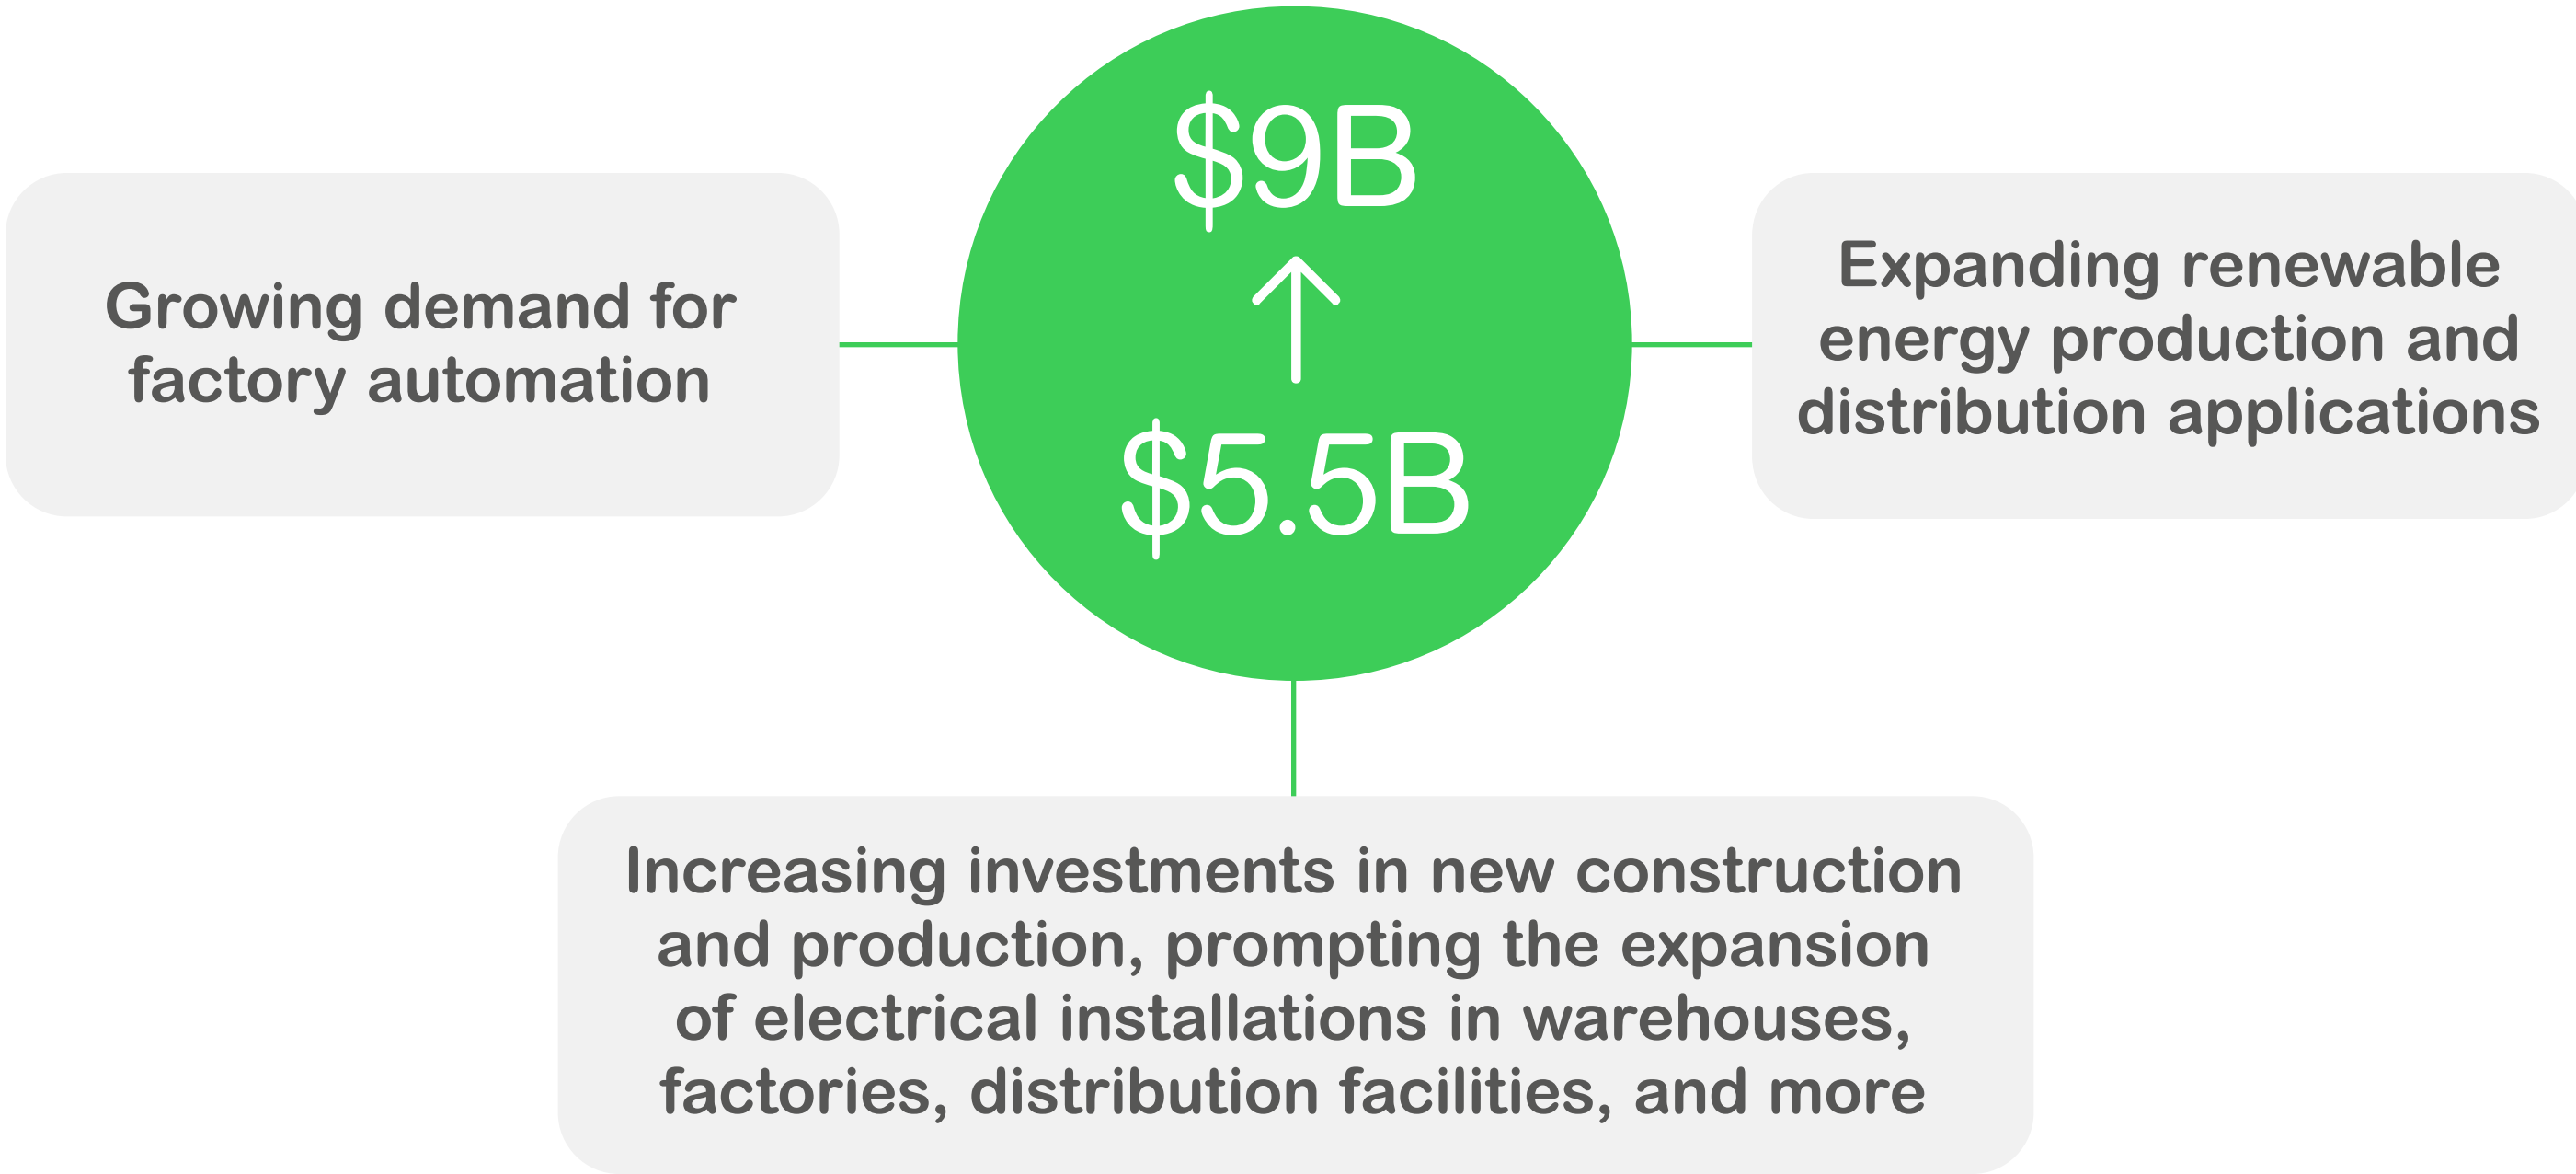 $9B
$5.5B
Growing demand for
factory automation
Expanding renewable
energy production and
distribution applications
Increasing investments in new construction
and production, prompting the expansion
of electrical installations in warehouses,
factories, distribution facilities, and more